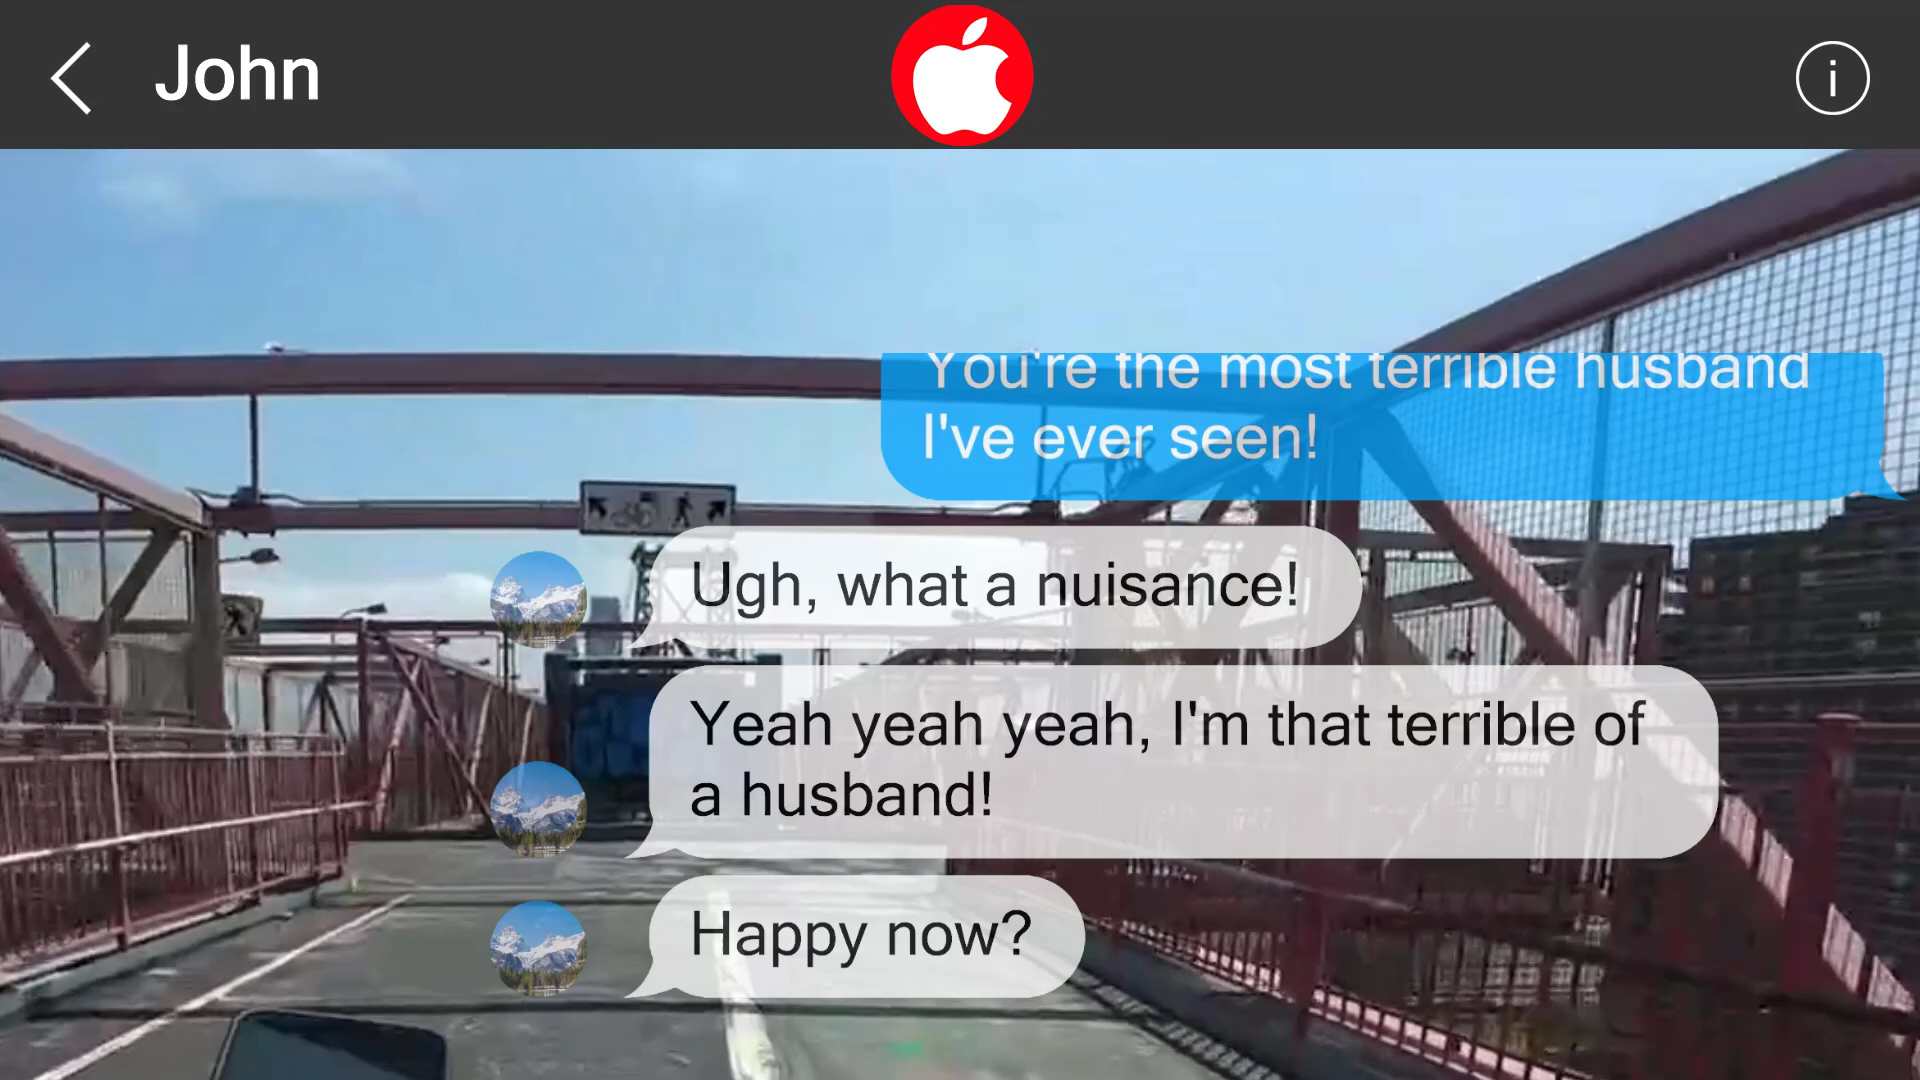 John
You're the most terrible husband
I've ever seen!
Ugh, what a nuisance!
Yeah yeah yeah, I'm that terrible of
a husband!
Happy now?